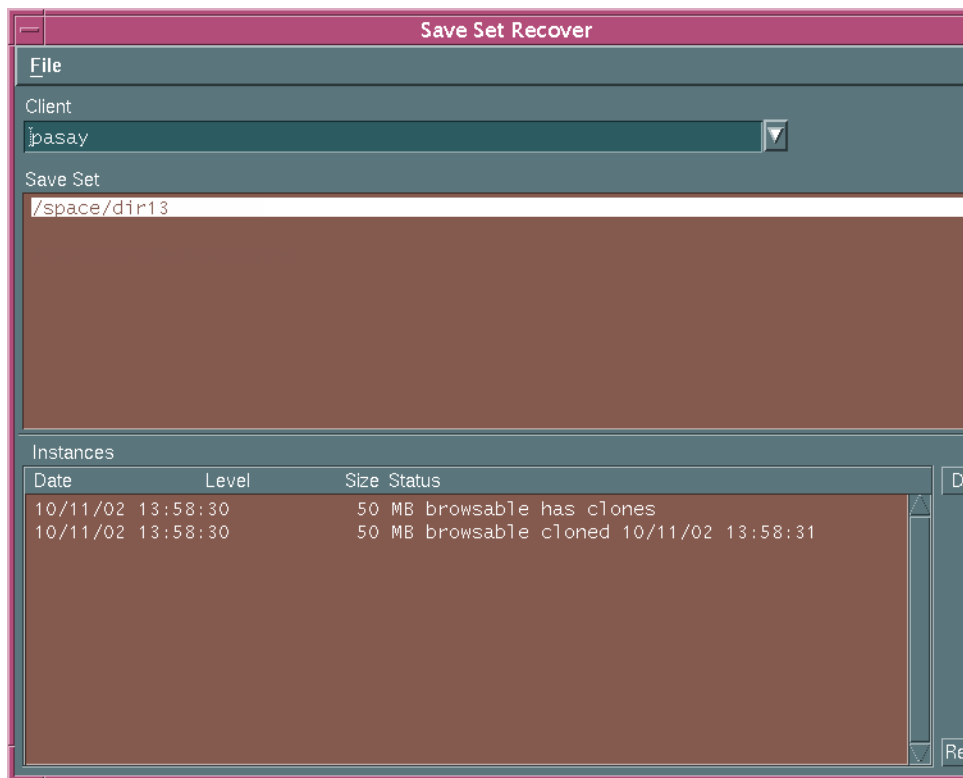 Save Set Recover
File
Client
pasay
Save Set
/space/dir13
Instances
Date Level Size Status
10/11/02 13:58:30 50 MB browsable has clones
10/11/02 13:58:30 50 MB browsable cloned 10/11/02 13:58:31